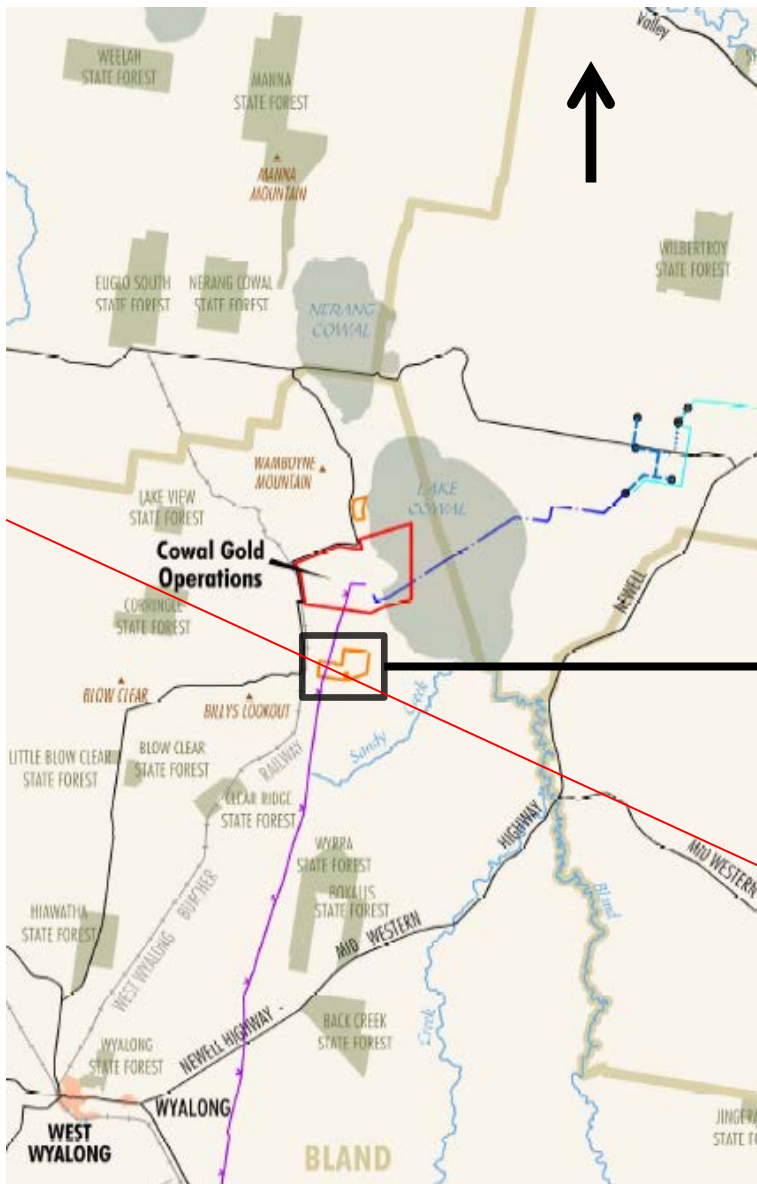 Valley
WEELAH
STATE FOREST
MANNA
STATE FOREST
MANNA
MOUNTAIN
WILBERTROY
STATE FOREST
EUGLO SOUTH
STATE FOREST
NERANG COWAL
STATE FOREST
NERANG
COWAL
WAMBOYNE
MOUNTAIN
LAKE
COWAL
LAKE VIEW
STATE FOREST
Cowal Gold
Operations
NEWELL
CORRINGLE
STATE FOREST
BLOW CLEAR
BILLYS LOOKOUT
Sandy
Creek
LITTLE BLOW CLEAR
STATE FOREST
BLOW CLEAR
STATE FOREST
RAILWAY
CLEAR RIDGE
STATE FOREST
HIGHWAY
WYRRA
STATE FOREST
MID WESTERN
BURCHER
STATE FOREST
Bland
HIAWATHA
STATE FOREST
WEST WYALONG
MID WESTERN
BACK CREEK
STATE FOREST
Creek
NEWELL HIGHWAY
WYALONG
STATE FOREST
WYALONG
WEST
WYALONG
BLAND